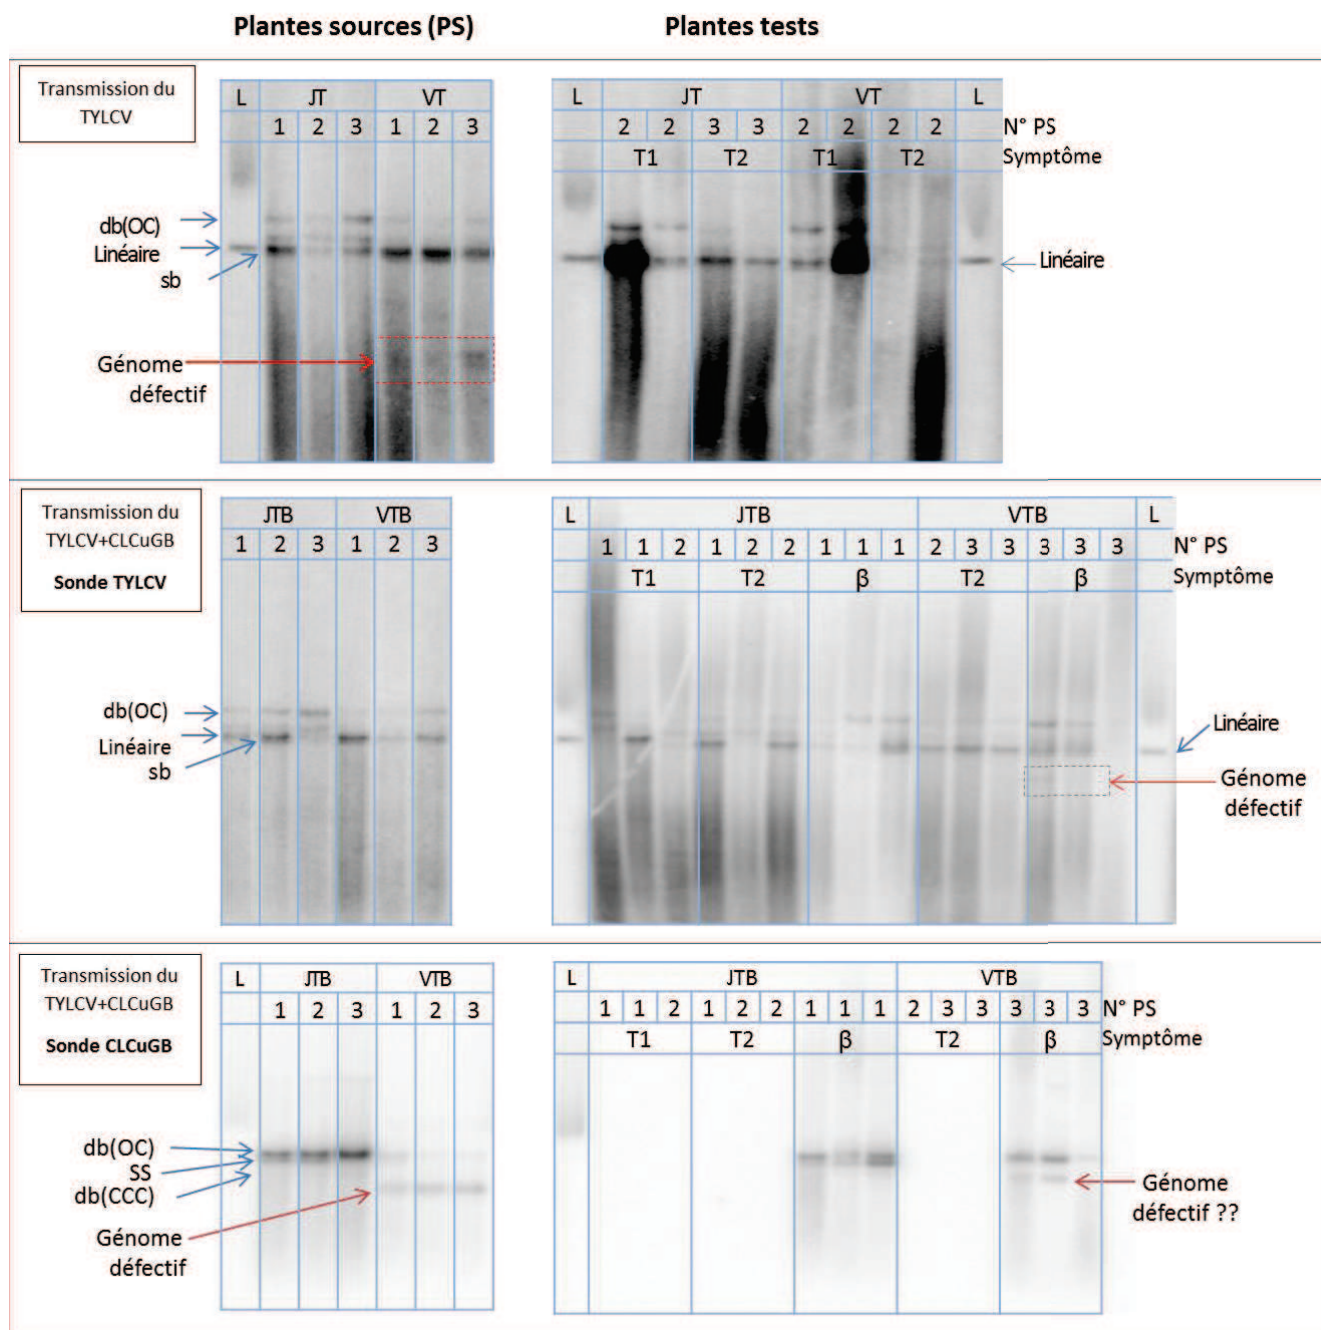 Plantes sources (PS) Plantes tests
Transmission du
TYLCV
L JT VT
1 2 3 1 2 3
db(OC)
Linéaire
sb
Génome
défectif
L JT VT L
2 2 3 3 2 2 2 2 N° PS
T1 T2 T1 T2 Symptôme
Linéaire
Transmission du
TYLCV+CLCuGB
Sonde TYLCV
JTB VTB
1 2 3 1 2 3
db(OC)
Linéaire
sb
L JTB VTB L
1 1 2 1 2 2 1 1 1 2 3 3 3 3 3 N° PS
T1 T2 β T2 β Symptôme
Linéaire
Génome
défectif
Transmission du
TYLCV+CLCuGB
Sonde CLCuGB
L JTB VTB
1 2 3 1 2 3
db(OC)
SS
db(CCC)
Génome
défectif
L JTB VTB
1 1 2 1 2 2 1 1 1 2 3 3 3 3 3 N° PS
T1 T2 β T2 β Symptôme
Génome
défectif ??